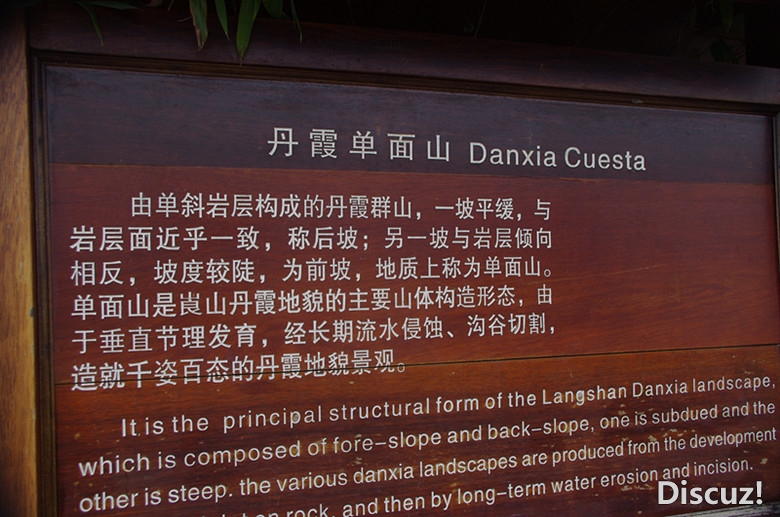 丹霞单面山 Danxia Cuesta
由单斜岩层构成的丹霞群山，一坡平缓，与
岩层面近乎一致，称后坡；另一坡与岩层倾向
相反，坡度较陡，为前坡，地质上称为单面山。
单面山是崀山丹霞地貌的主要山体构造形态，由
于垂直节理发育，经长期流水侵蚀、沟谷切割，
造就千姿百态的丹霞地貌景观。
It is the principal structural form of the Langshan Danxia landscape.
which is composed of fore-slope and back-slope, one is subdued and the
other is steep. the various danxia landscapes are produced from the development
on rock, and then by long-term water erosion and incision.
Discuz!